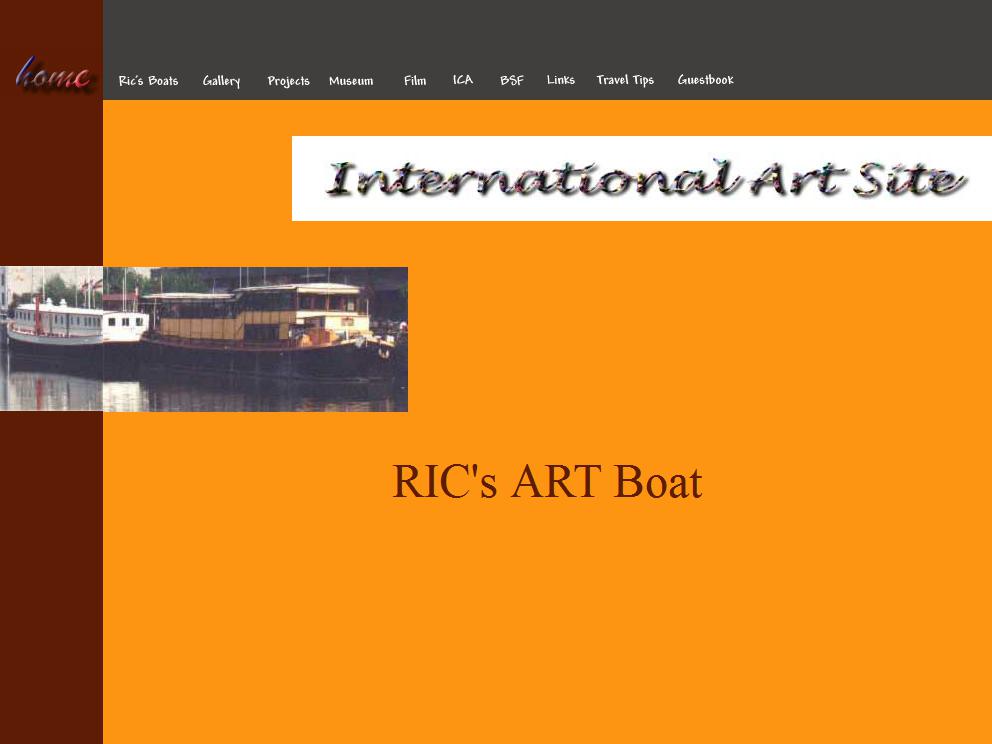 home
Ric's Boats Gallery Projects Museum Film ICA BSF Links Travel Tips Guestbook
International Art Site
RIC's ART Boat